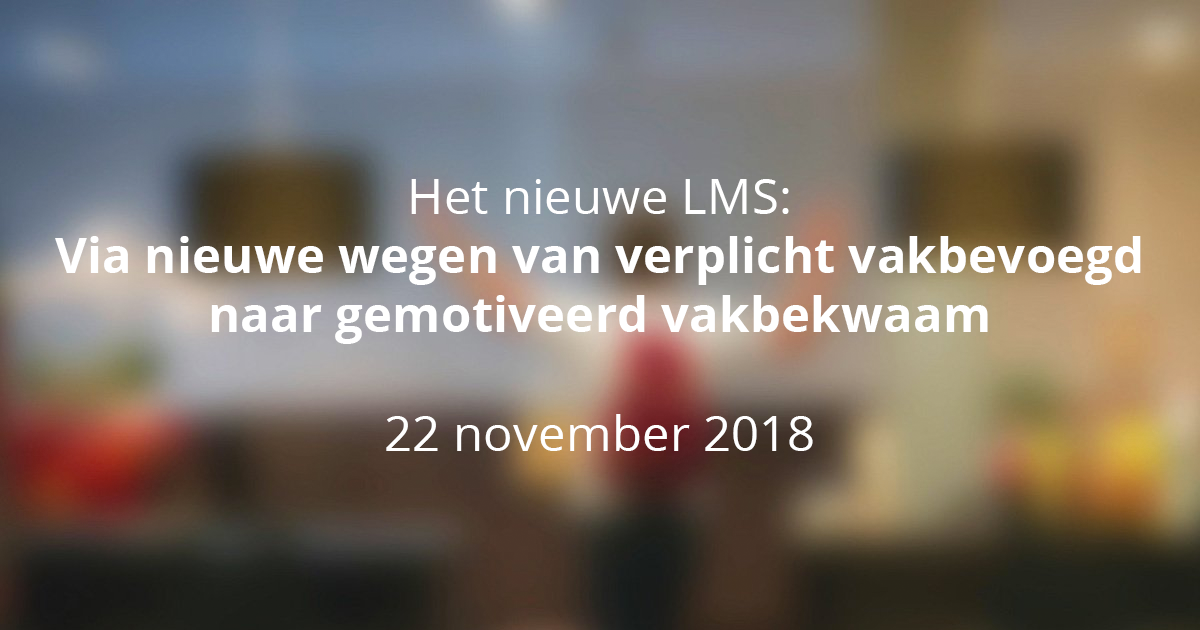 Het nieuwe LMS:
Via nieuwe wegen van verplicht vakbevoegd
naar gemotiveerd vakbekwaam
22 november 2018